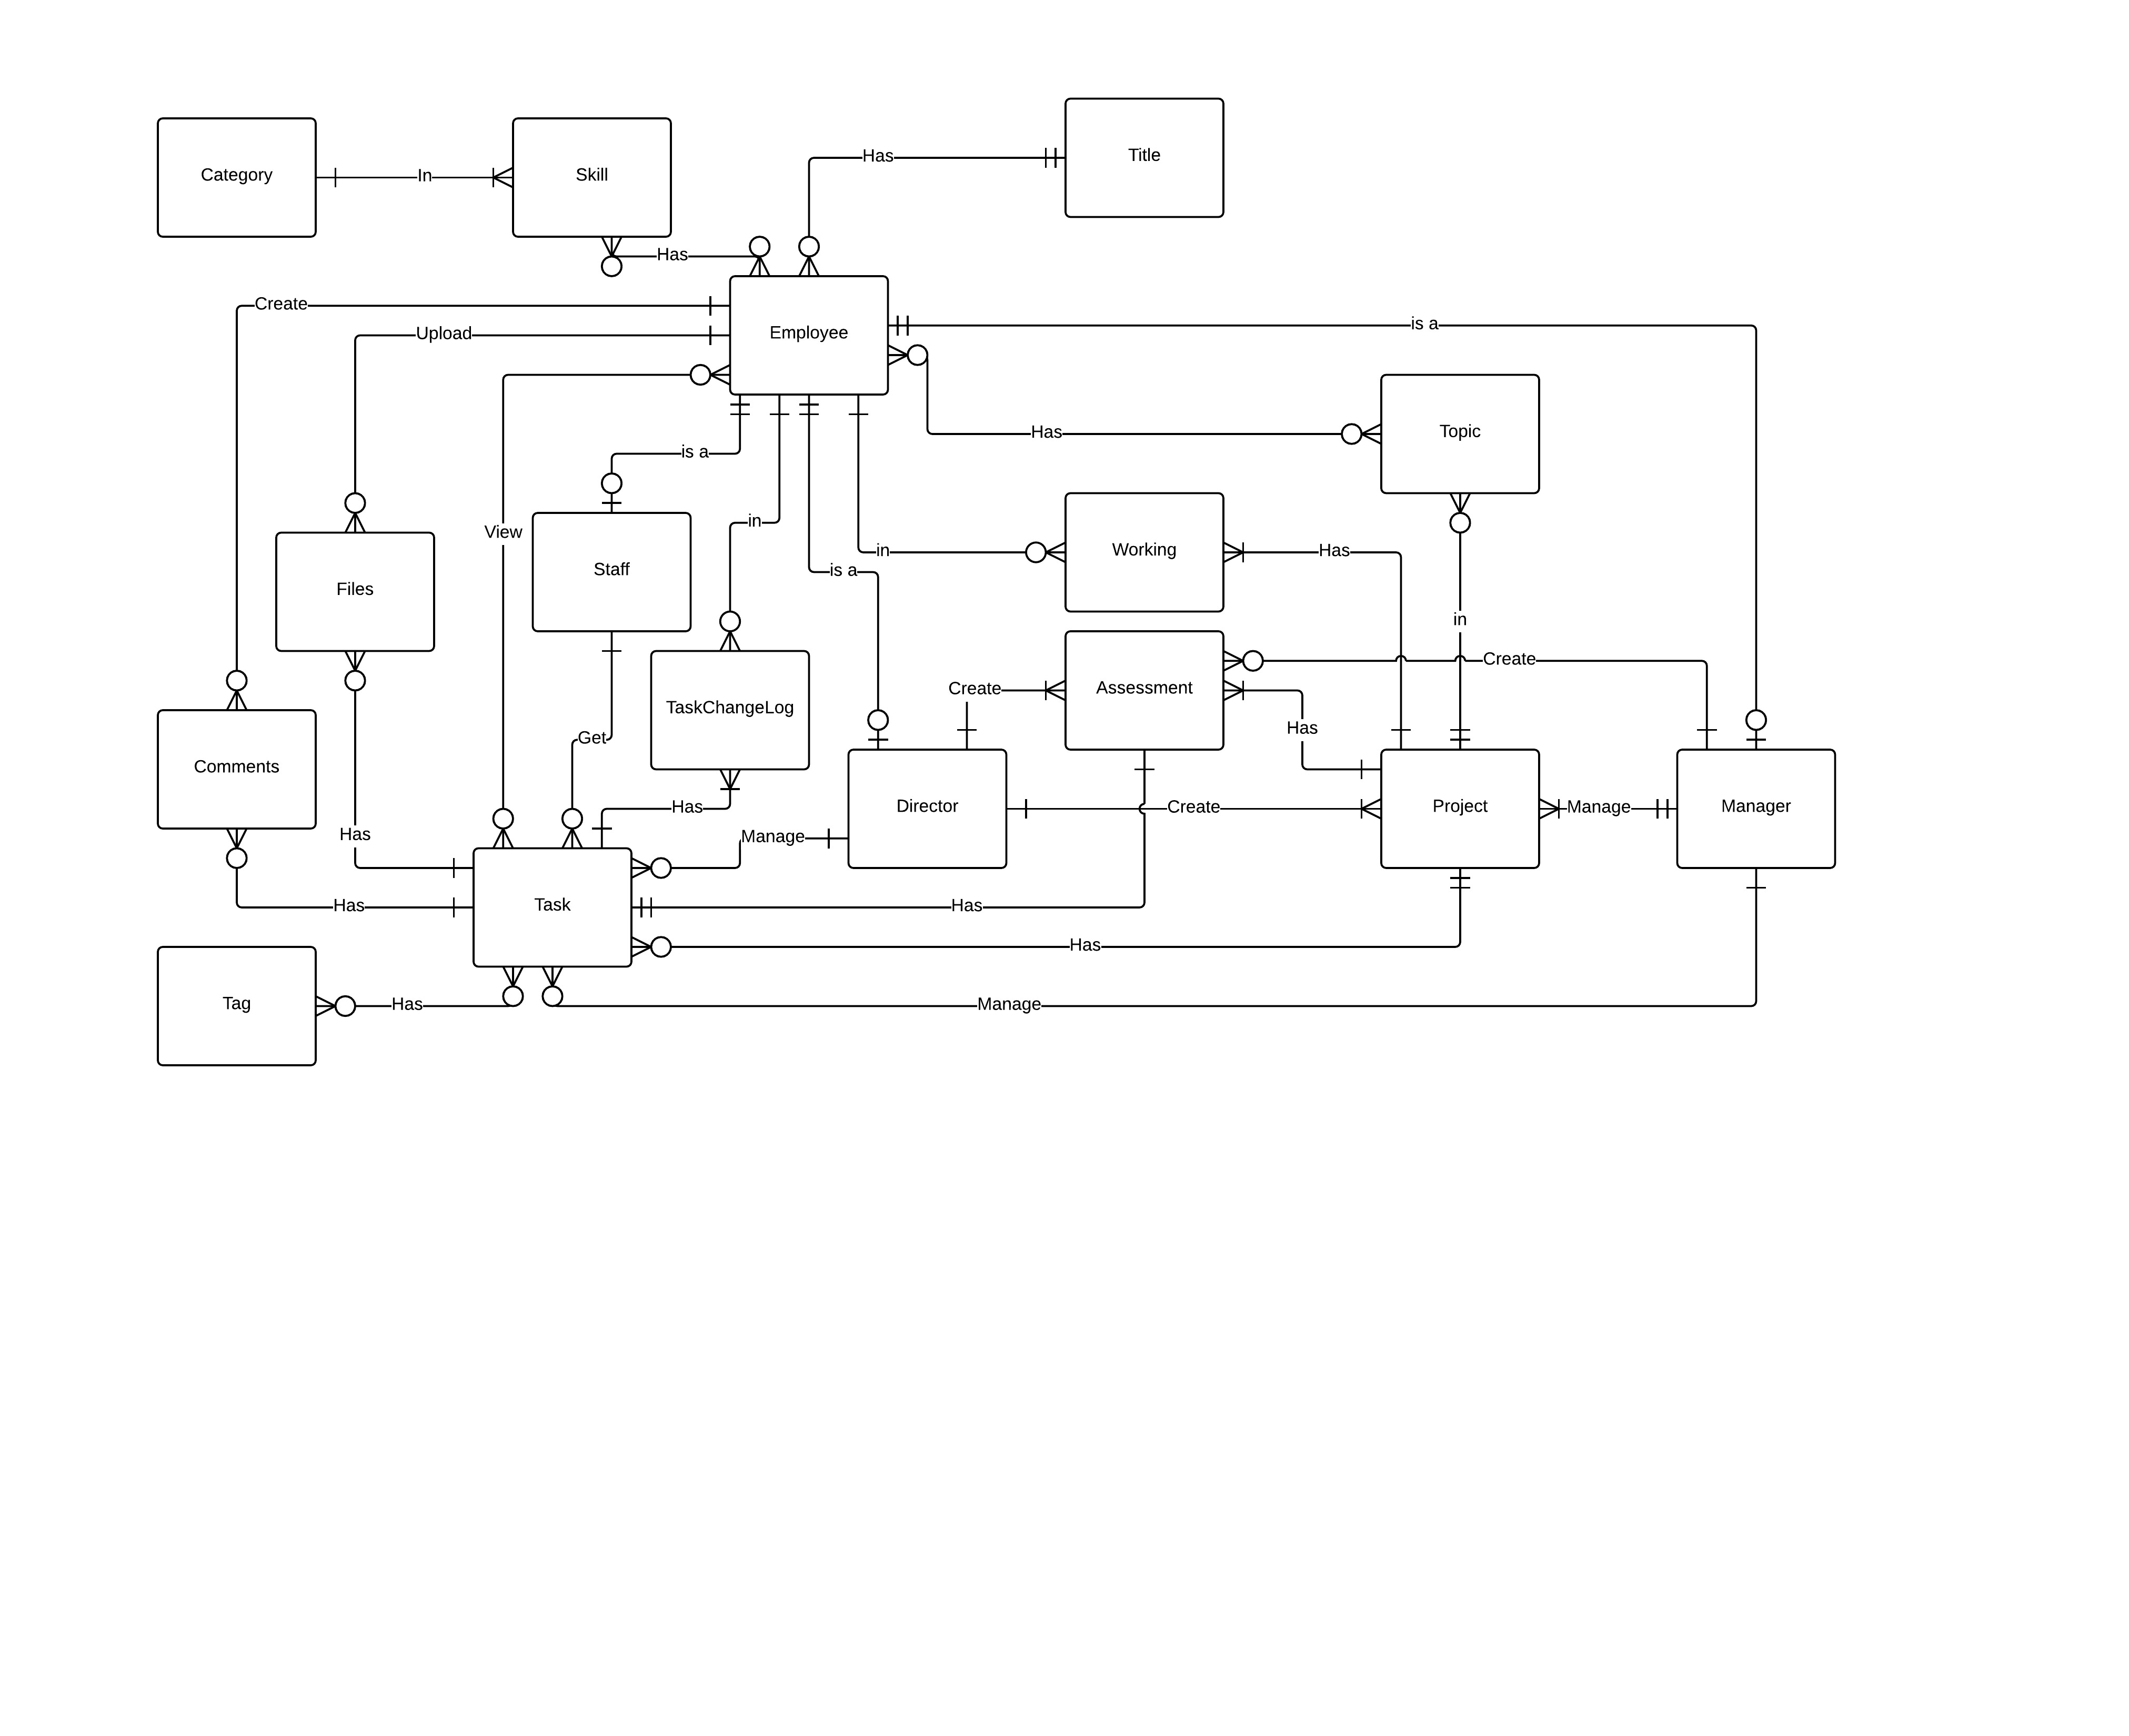 Title
Has
Category
In
Skill
Has
Create
Upload
Employee
is a
Has
Topic
is a
in
View
Staff
in
Working
Has
is a
Files
in
Create
Create
Assessment
TaskChangeLog
Has
Get
Comments
Has
Director
Create
Project
Manage
Manager
Has
Manage
Has
Task
Has
Has
Has
Tag
Has
Manage